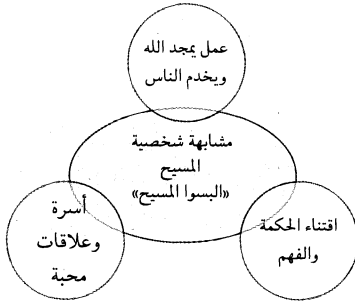 عمل يمجد الله
ويخدم الناس
مشابهة شخصية
المسيح
«البسوا المسيح»
اقتناء الحكمة
والفهم
أسرة
وعلاقات
محبة